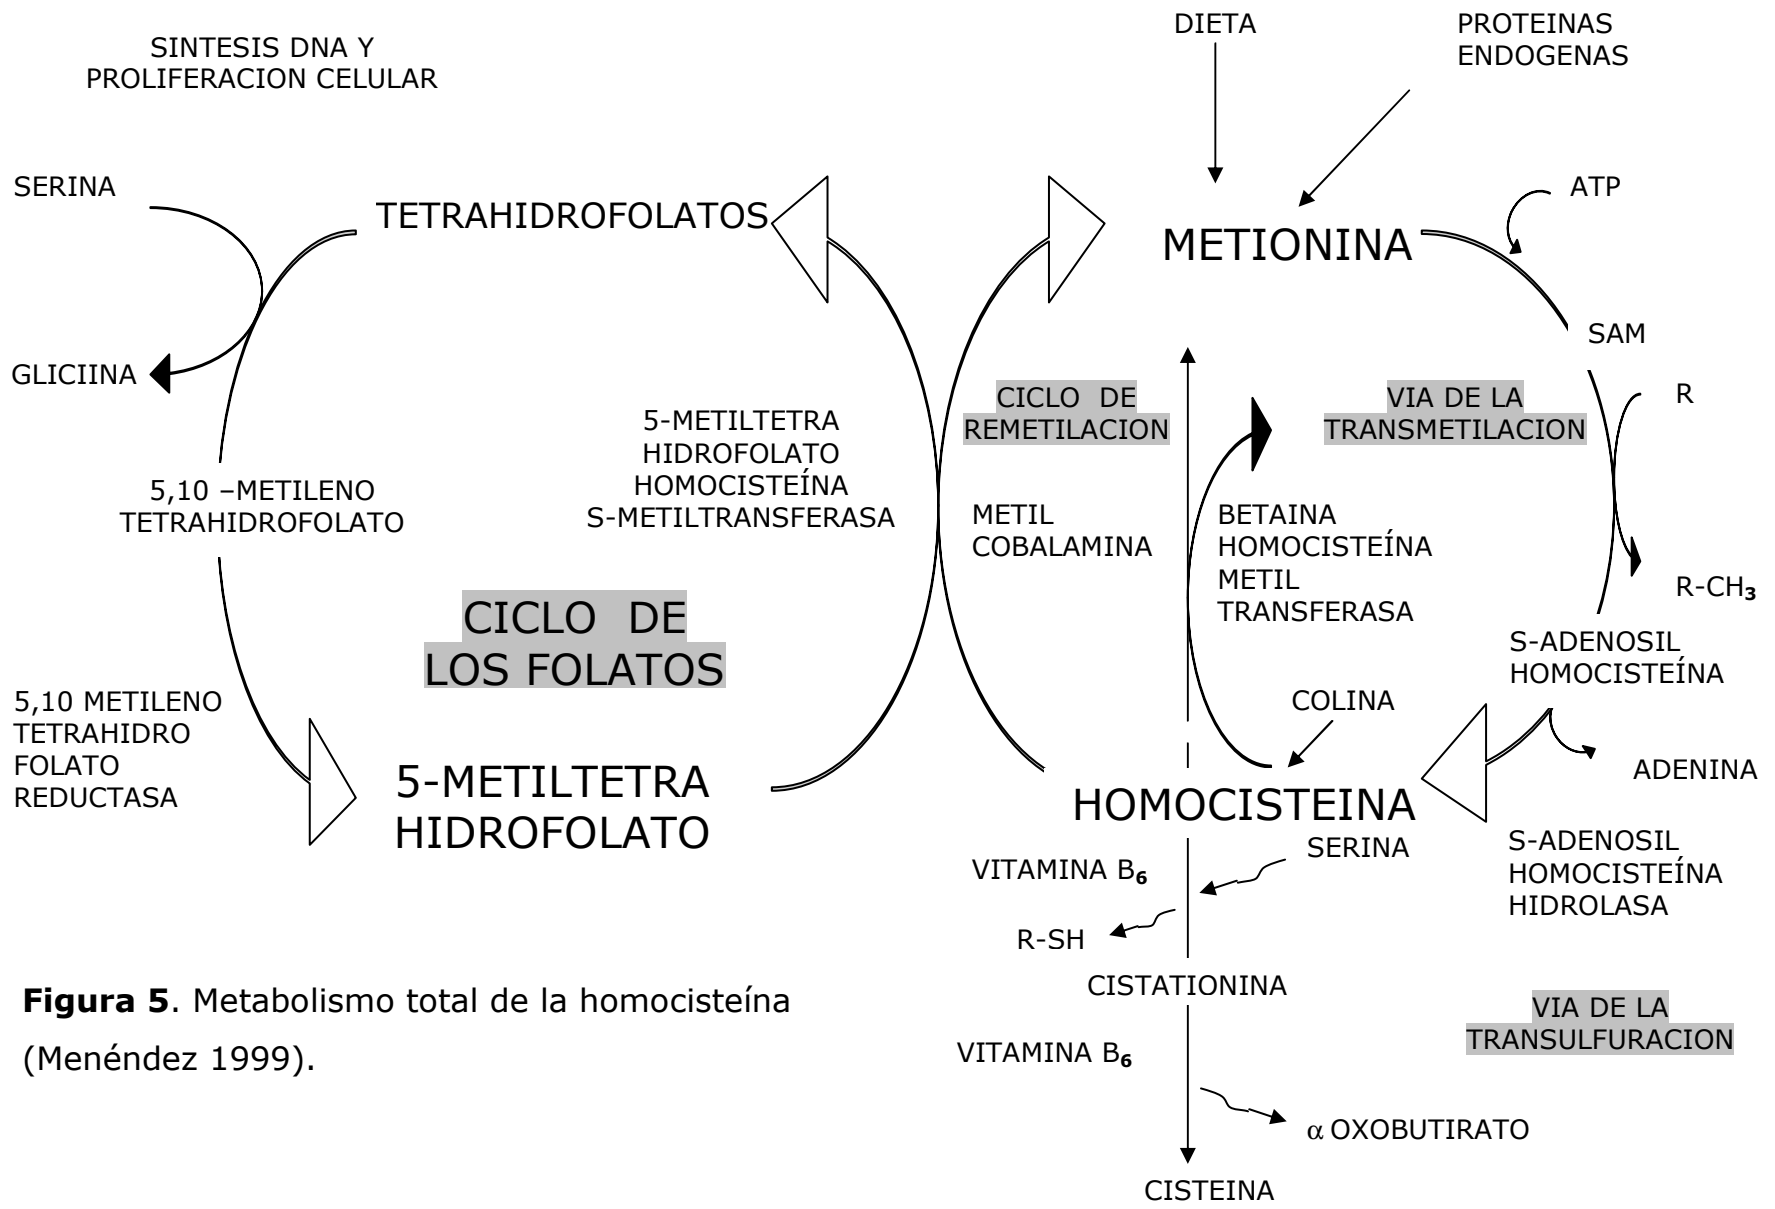 SINTESIS DNA Y
PROLIFERACION CELULAR
DIETA
PROTEINAS
ENDOGENAS
SERINA
TETRAHIDROFOLATOS
METIONINA
ATP
SAM
GLICIINA
R
CICLO DE
REMETILACION
VIA DE LA
TRANSMETILACION
5-METILTETRA
HIDROFOLATO
HOMOCISTEÍNA
S-METILTRANSFERASA
5,10 –METILENO
TETRAHIDROFOLATO
METIL
COBALAMINA
BETAINA
HOMOCISTEÍNA
METIL
TRANSFERASA
R-CH₃
CICLO DE
LOS FOLATOS
S-ADENOSIL
HOMOCISTEÍNA
5,10 METILENO
TETRAHIDRO
FOLATO
REDUCTASA
COLINA
ADENINA
5-METILTETRA
HIDROFOLATO
HOMOCISTEINA
SERINA
S-ADENOSIL
HOMOCISTEÍNA
HIDROLASA
VITAMINA B₆
R-SH
CISTATIONINA
Figura 5. Metabolismo total de la homocisteína
(Menéndez 1999).
VIA DE LA
TRANSULFURACION
VITAMINA B₆
α OXOBUTIRATO
CISTEINA